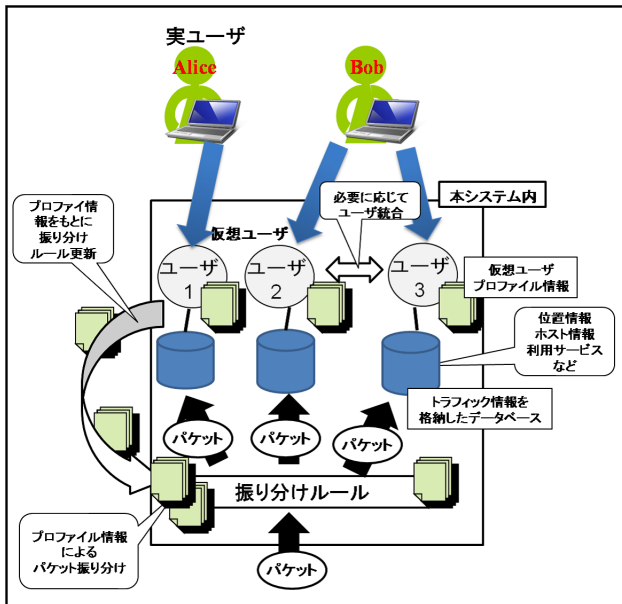 実ユーザ
Alice
Bob
プロファイ情
報をもとに
振り分け
ルール更新
必要に応じて
ユーザ統合
本システム内
仮想ユーザ
ユーザ
1
ユーザ
2
ユーザ
3
仮想ユーザ
プロファイル情報
位置情報
ホスト情報
利用サービス
など
トラフィック情報を
格納したデータベース
パケット
パケット
パケット
振り分けルール
プロファイル情報
による
パケット振り分け
パケット